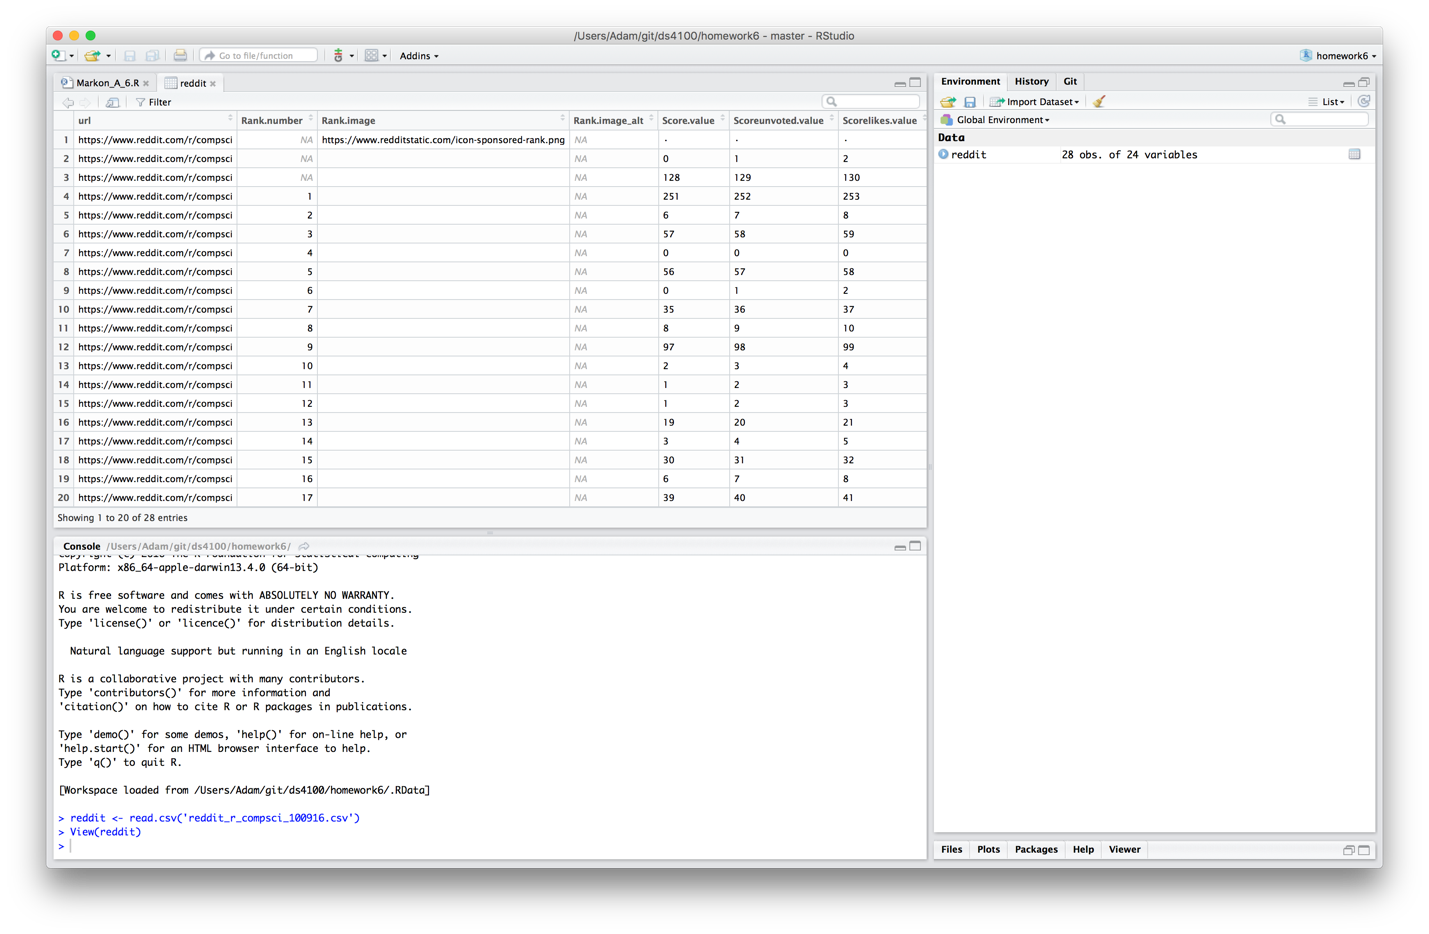 /Users/Adam/git/ds4100/homework6 - master - RStudio
Go to file/function
Addins
homework6
Markon_A_6.R
reddit
Filter
url Rank.number Rank.image Rank.image_alt Score.value Scoreunvoted.value Scorelikes.value
1 https://www.reddit.com/r/compsci NA https://www.redditstatic.com/icon-sponsored-rank.png NA . . .
2 https://www.reddit.com/r/compsci NA NA 0 1 2
3 https://www.reddit.com/r/compsci NA NA 128 129 130
4 https://www.reddit.com/r/compsci 1 NA 251 252 253
5 https://www.reddit.com/r/compsci 2 NA 6 7 8
6 https://www.reddit.com/r/compsci 3 NA 57 58 59
7 https://www.reddit.com/r/compsci 4 NA 0 0 0
8 https://www.reddit.com/r/compsci 5 NA 56 57 58
9 https://www.reddit.com/r/compsci 6 NA 0 1 2
10 https://www.reddit.com/r/compsci 7 NA 35 36 37
11 https://www.reddit.com/r/compsci 8 NA 8 9 10
12 https://www.reddit.com/r/compsci 9 NA 97 98 99
13 https://www.reddit.com/r/compsci 10 NA 2 3 4
14 https://www.reddit.com/r/compsci 11 NA 1 2 3
15 https://www.reddit.com/r/compsci 12 NA 1 2 3
16 https://www.reddit.com/r/compsci 13 NA 19 20 21
17 https://www.reddit.com/r/compsci 14 NA 3 4 5
18 https://www.reddit.com/r/compsci 15 NA 30 31 32
19 https://www.reddit.com/r/compsci 16 NA 6 7 8
20 https://www.reddit.com/r/compsci 17 NA 39 40 41
Showing 1 to 20 of 28 entries
Console /Users/Adam/git/ds4100/homework6/
Copyright (C) 2016 The R Foundation for Statistical Computing
Platform: x86_64-apple-darwin13.4.0 (64-bit)
R is free software and comes with ABSOLUTELY NO WARRANTY.
You are welcome to redistribute it under certain conditions.
Type 'license()' or 'licence()' for distribution details.
Natural language support but running in an English locale
R is a collaborative project with many contributors.
Type 'contributors()' for more information and
'citation()' on how to cite R or R packages in publications.
Type 'demo()' for some demos, 'help()' for on-line help, or
'help.start()' for an HTML browser interface to help.
Type 'q()' to quit R.
[Workspace loaded from /Users/Adam/git/ds4100/homework6/.RData]
> reddit <- read.csv('reddit_r_compsci_100916.csv')
> View(reddit)
>
Environment History Git
Import Dataset
List
Global Environment
Data
reddit 28 obs. of 24 variables
Files Plots Packages Help Viewer